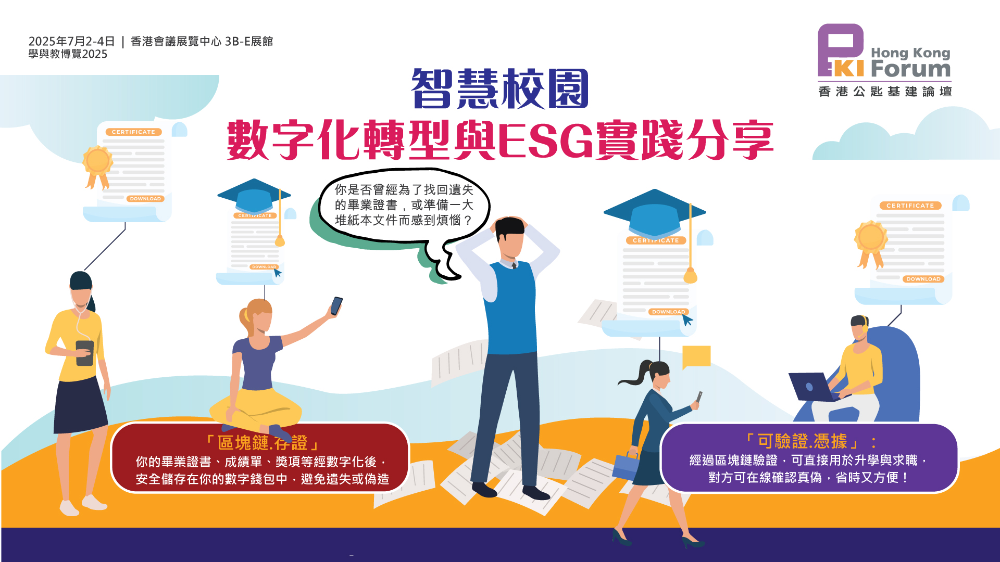 2025年7月2-4日 | 香港會議展覽中心 3B-E展館
學與教博覽2025
PKI Hong Kong Forum
香港公匙基建論壇
智慧校園
數字化轉型與ESG實踐分享
你是否曾經為了找回遺失
的畢業證書，或準備一大
堆紙本文件而感到煩惱？
CERTIFICATE
DOWNLOAD
CERTIFICATE
DOWNLOAD
CERTIFICATE
DOWNLOAD
CERTIFICATE
DOWNLOAD
「區塊鏈.存證」
你的畢業證書、成績單、獎項等經數字化後，
安全儲存在你的數字錢包中，避免遺失或偽造
「可驗證.憑據」：
經過區塊鏈驗證，可直接用於升學與求職，
對方可在線確認真偽，省時又方便！